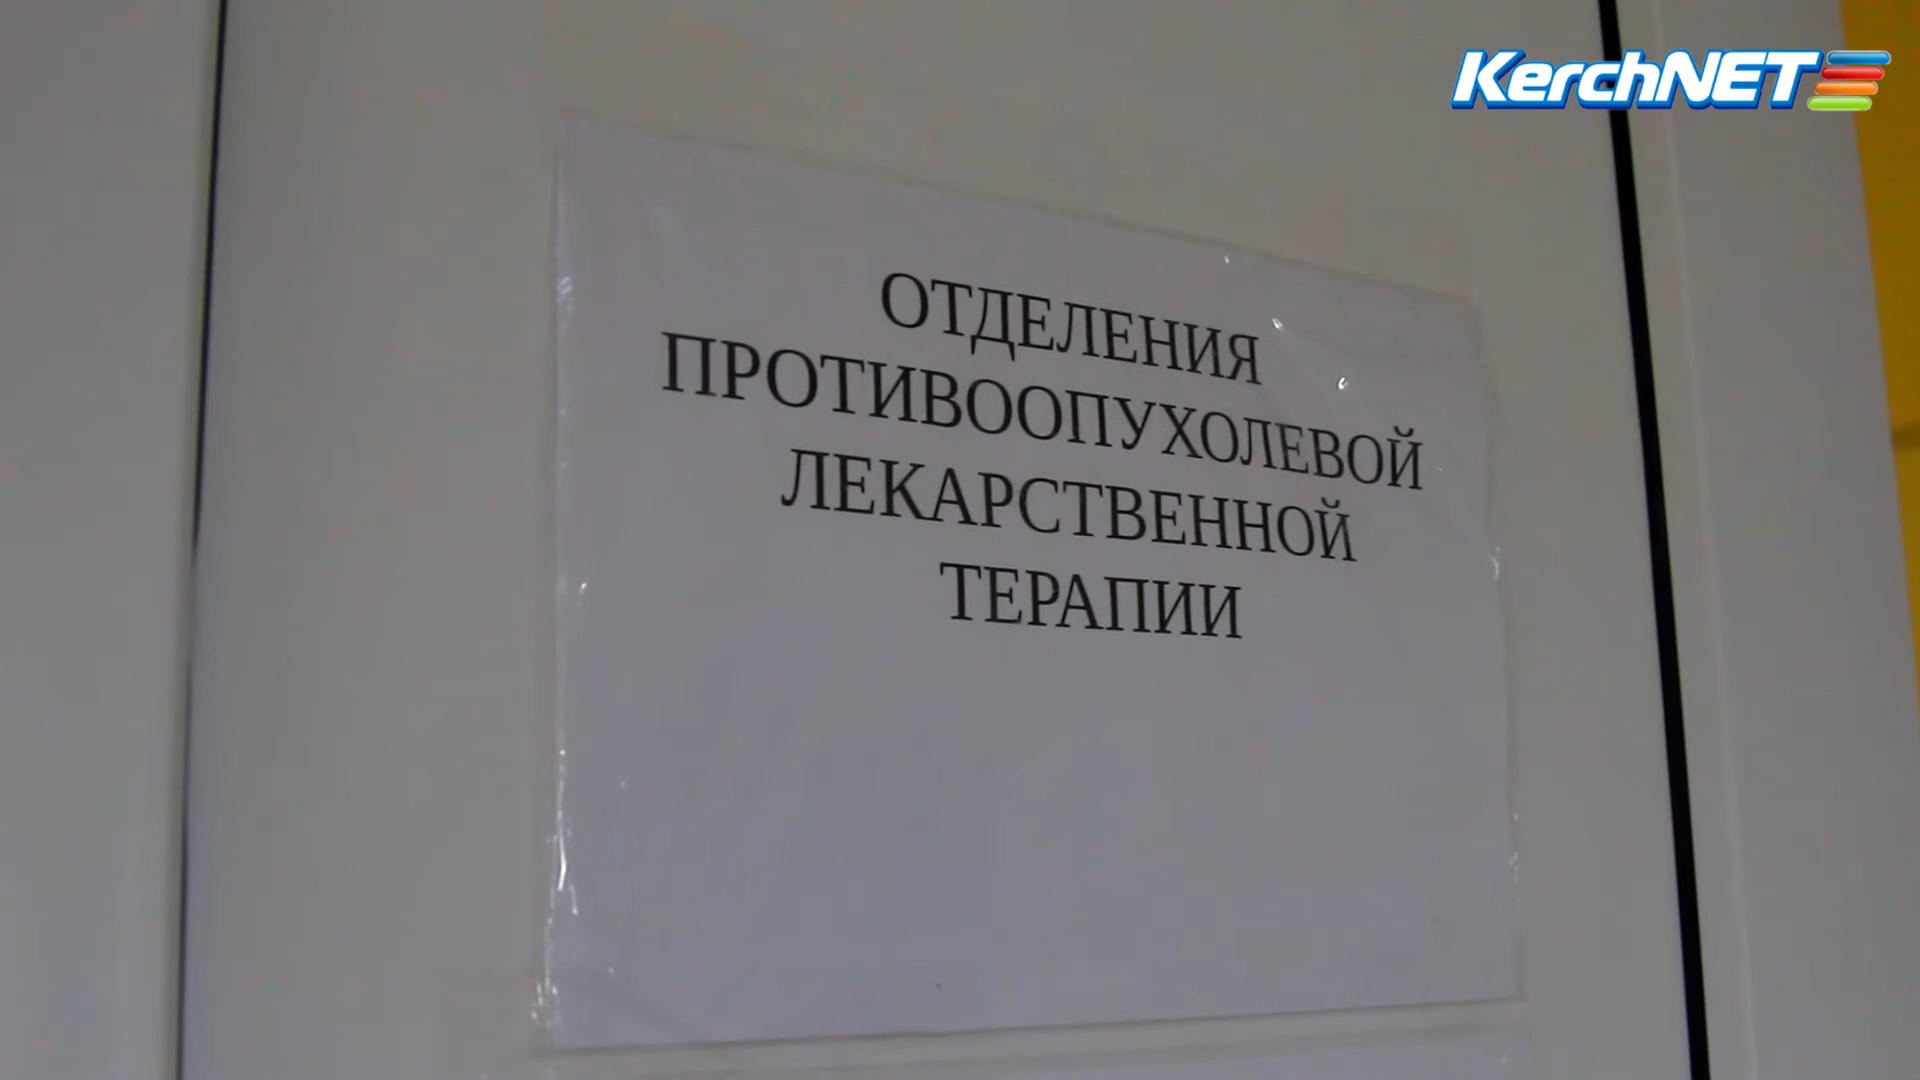 KerchNET
ОТДЕЛЕНИЯ
ПРОТИВООПУХОЛЕВОЙ
ЛЕКАРСТВЕННОЙ
ТЕРАПИИ